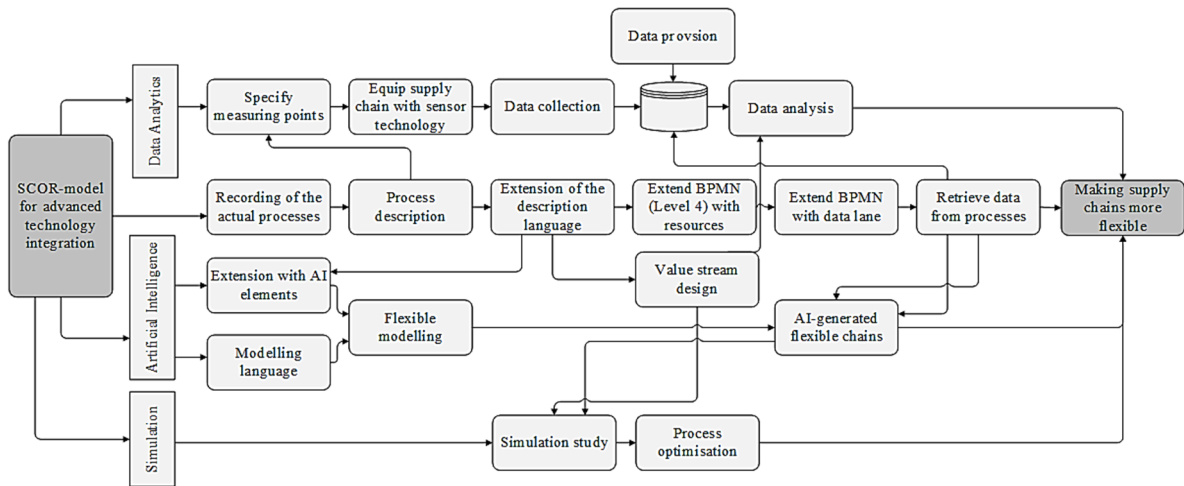 Data provsion
Data Analytics
Specify
measuring points
Equip supply
chain with sensor
technology
Data collection
Data analysis
SCOR-model
for advanced
technology
integration
Recording of the
actual processes
Process
description
Extension of the
description
language
Extend BPMN
(Level 4) with
resources
Extend BPMN
with data lane
Retrieve data
from processes
Making supply
chains more
flexible
Artificial Intelligence
Extension with AI
elements
Value stream
design
Flexible
modelling
AI-generated
flexible chains
Modelling
language
Simulation
Simulation study
Process
optimisation